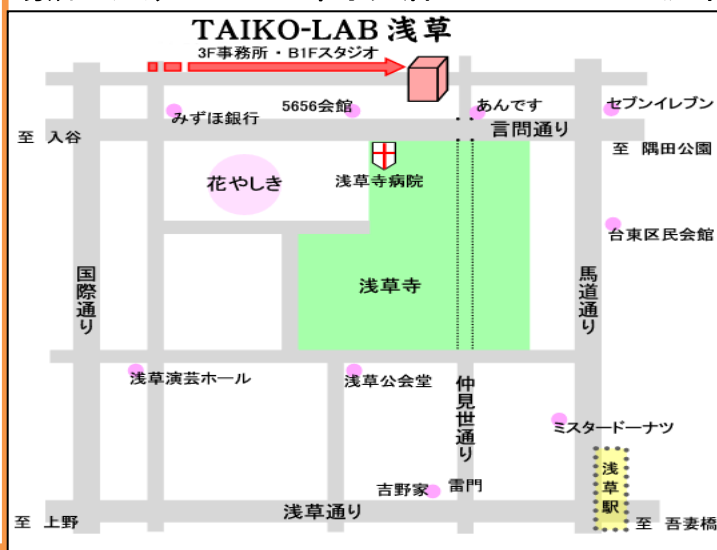 TAIKO-LAB 浅草
3F事務所・B1Fスタジオ
みずほ銀行
5656会館
あんです
セブンイレブン
至 入谷
言問通り
至 隅田公園
花やしき
浅草寺病院
台東区民会館
国際通り
浅草寺
馬道通り
浅草演芸ホール
浅草公会堂
仲見世通り
ミスタードーナツ
浅草駅
吉野家
雷門
至 上野
浅草通り
至 吾妻橋